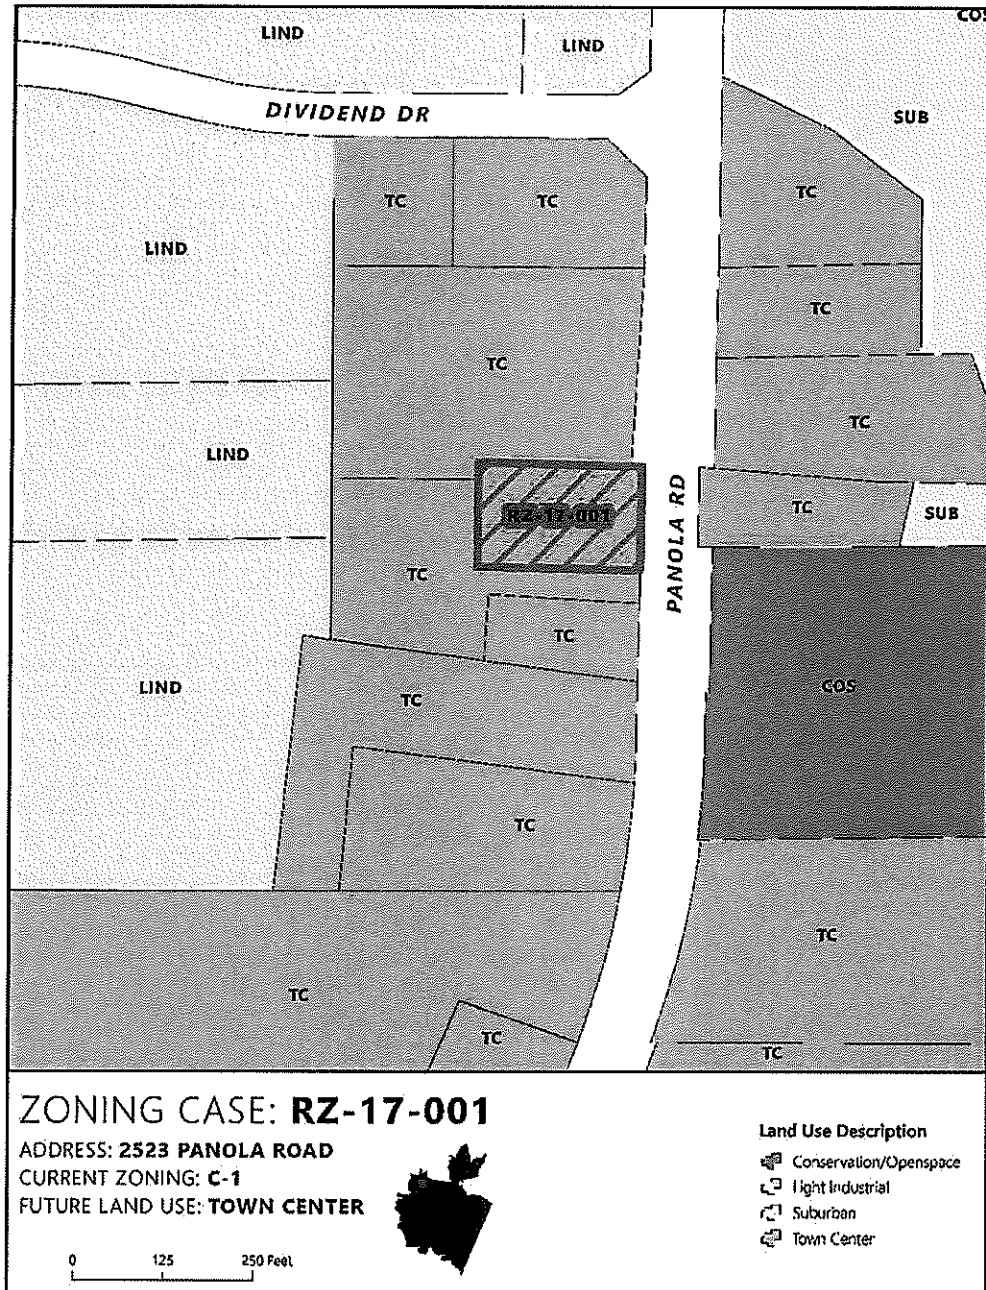 COS
LIND
LIND
DIVIDEND DR
SUB
TC
TC
TC
LIND
TC
TC
TC
LIND
TC
SUB
RZ-17-001
PANOLA RD
TC
TC
LIND
TC
COS
TC
TC
TC
TC
TC
ZONING CASE: RZ-17-001
ADDRESS: 2523 PANOLA ROAD
CURRENT ZONING: C-1
FUTURE LAND USE: TOWN CENTER
0 125 250 Feet
Land Use Description
Conservation/Openspace
Light Industrial
Suburban
Town Center